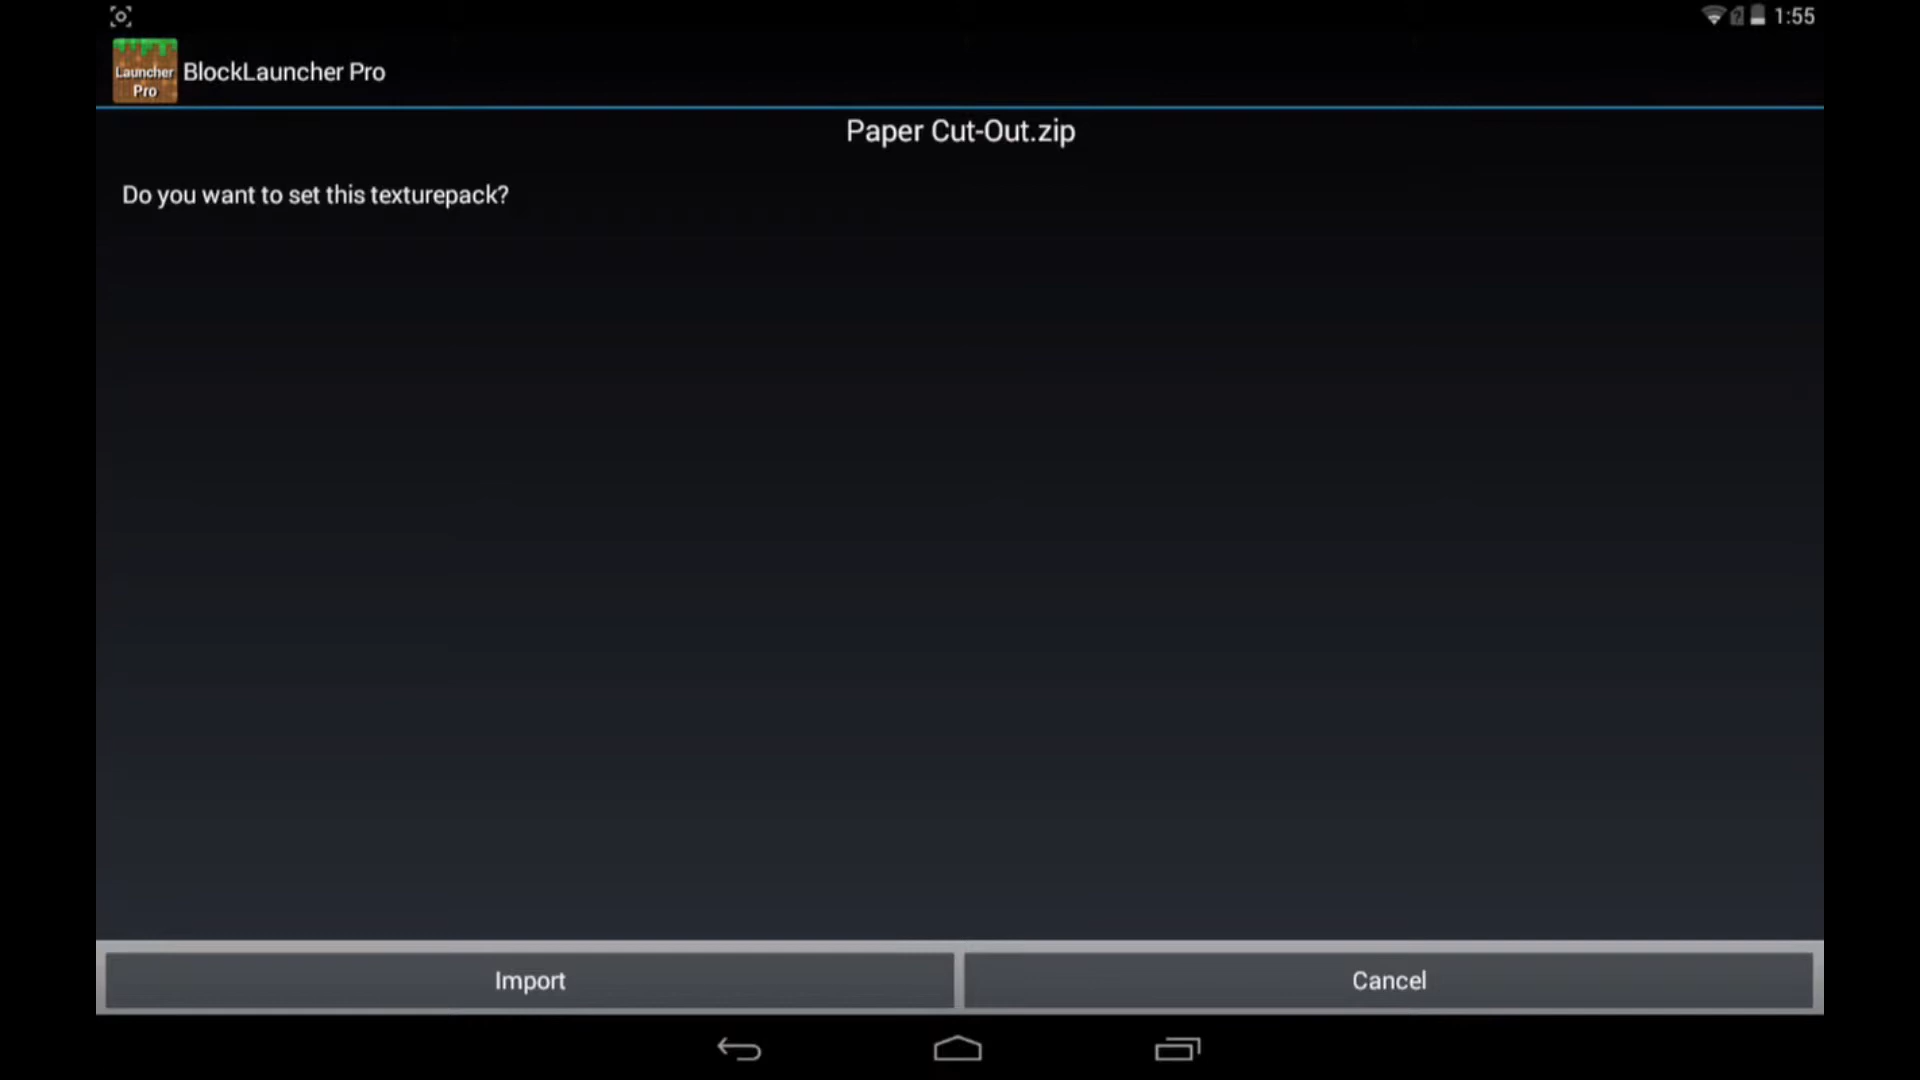 1:55
Launcher
Pro
BlockLauncher Pro
Paper Cut-Out.zip
Do you want to set this texturepack?
Import
Cancel